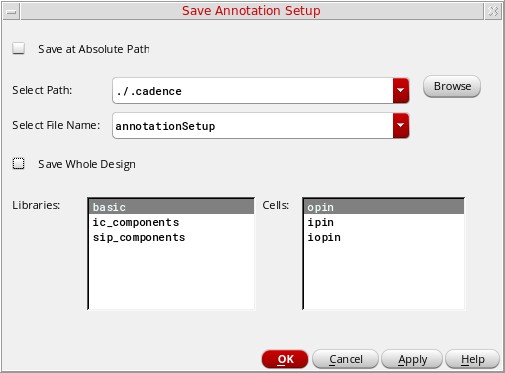 Save Annotation Setup
Save at Absolute Path
Select Path: ./.cadence Browse
Select File Name: annotationSetup
Save Whole Design
Libraries: basic Cells: opin
ic_components ipin
sip_components iopin
OK Cancel Apply Help